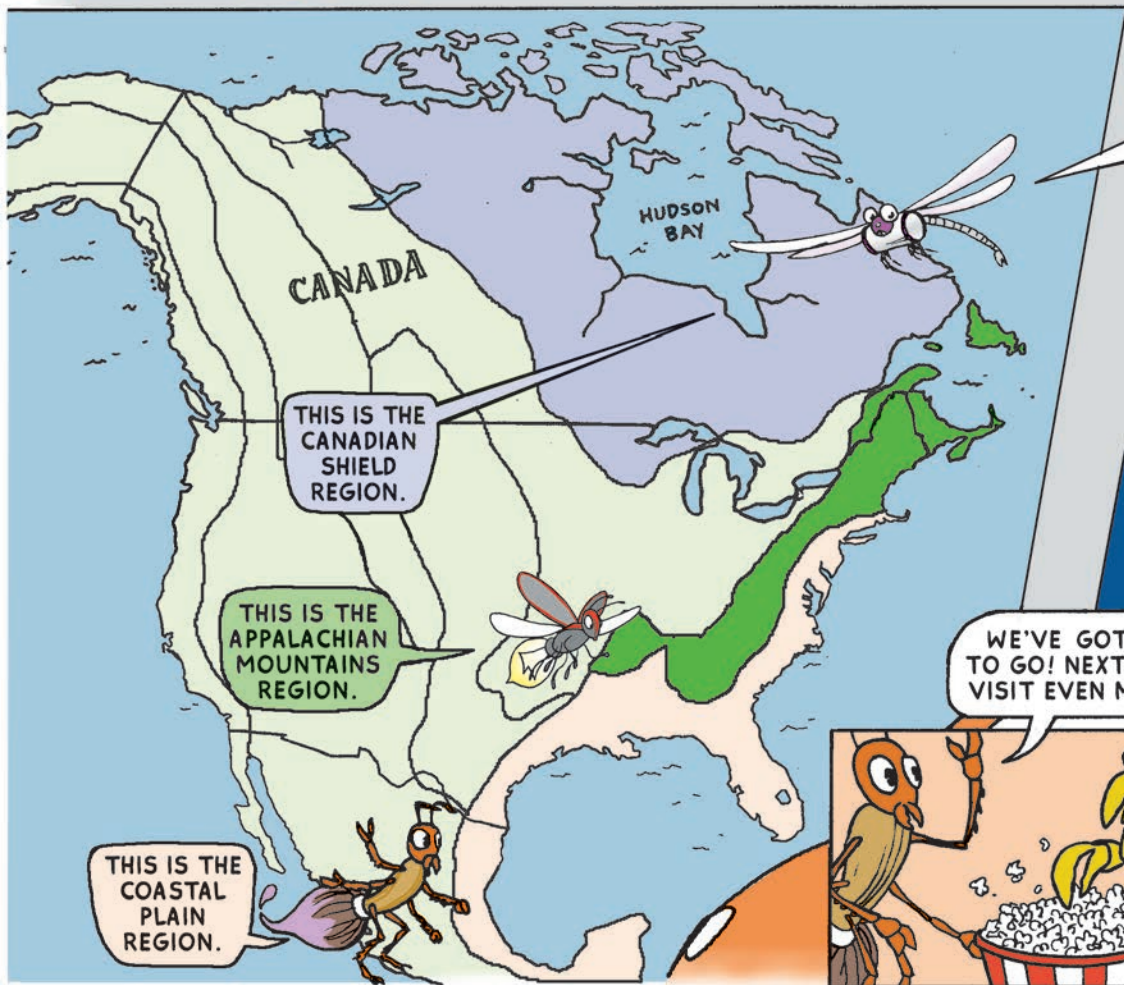 HUDSON
BAY
CANADA
THIS IS THE
CANADIAN
SHIELD
REGION.
THIS IS THE
APPALACHIAN
MOUNTAINS
REGION.
THIS IS THE
COASTAL
PLAIN
REGION.
WE'VE GOT
TO GO! NEXT
VISIT EVEN